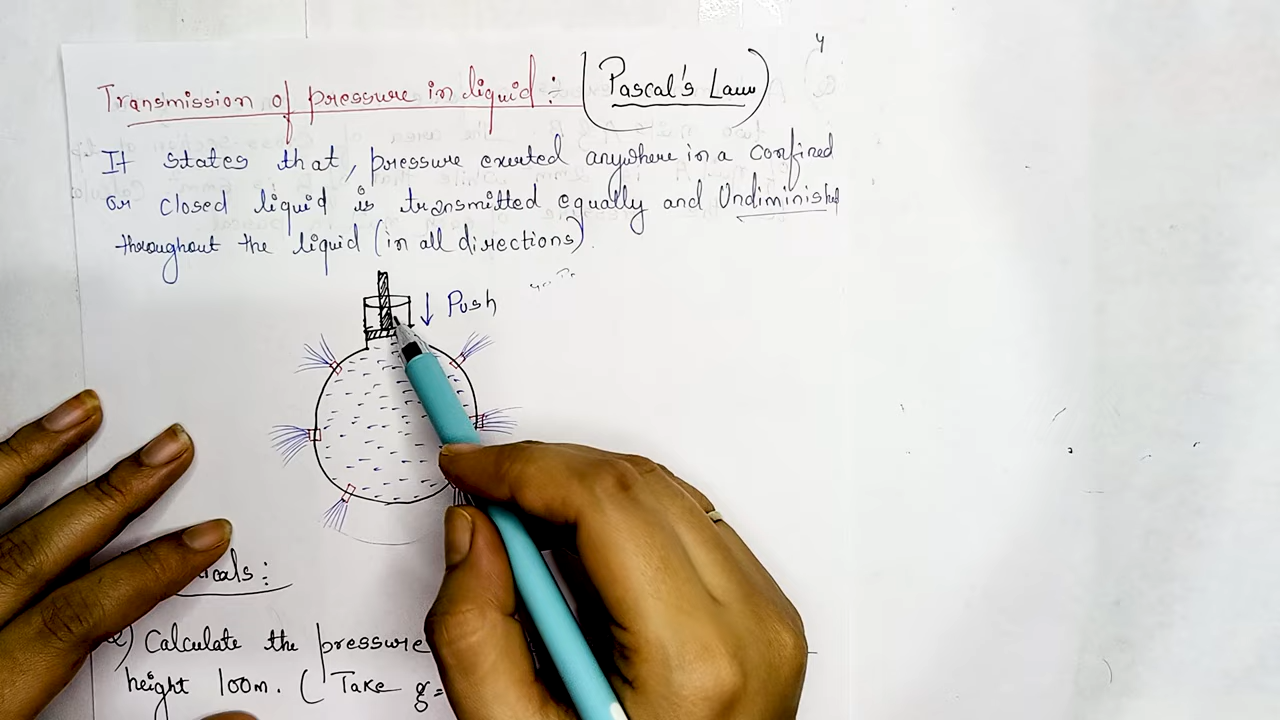 4
Transmission of pressure in liquid :- (Pascal's Law)
It states that, pressure exerted anywhere in a confined
or closed liquid is transmitted equally and Undiminished
throughout the liquid (in all directions).
↓ Push
Calculate the pressure
height 100m. ( Take g=